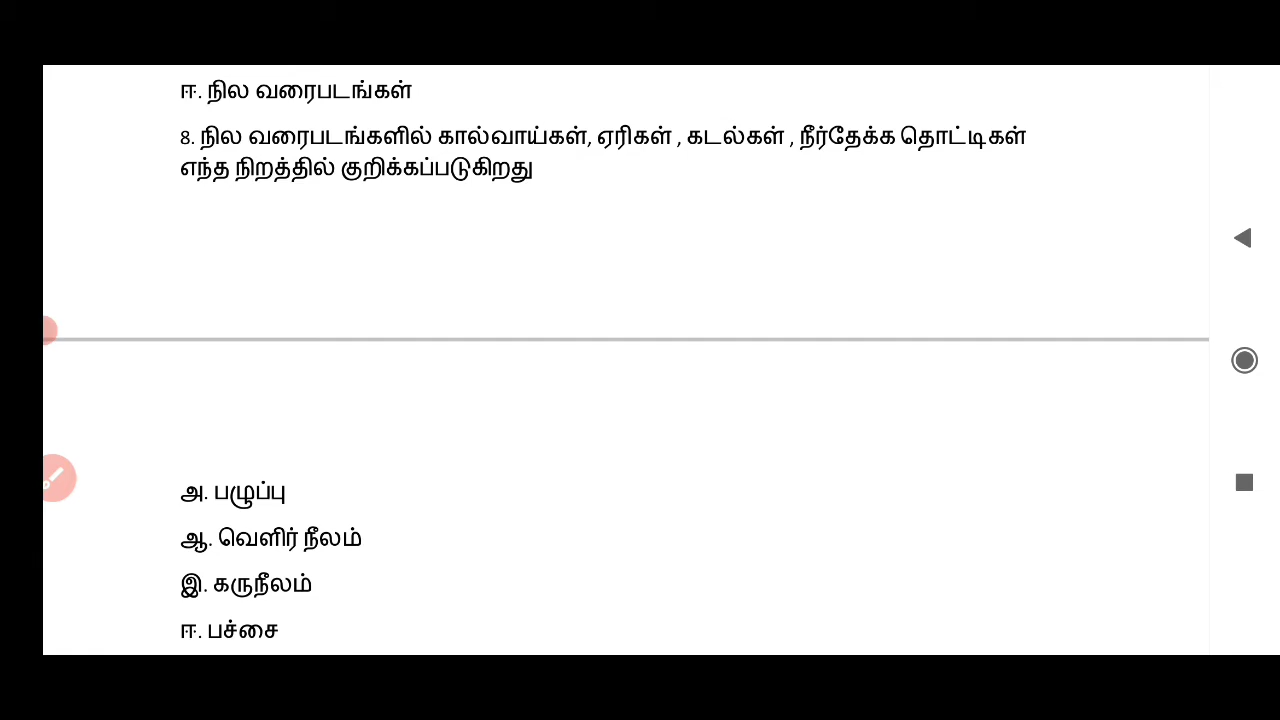 ஈ. நில வரைபடங்கள்
8. நில வரைபடங்களில் கால்வாய்கள், ஏரிகள் , கடல்கள் , நீர்தேக்க தொட்டிகள்
எந்த நிறத்தில் குறிக்கப்படுகிறது
அ. பழுப்பு
ஆ. வெளிர் நீலம்
இ. கருநீலம்
ஈ. பச்சை